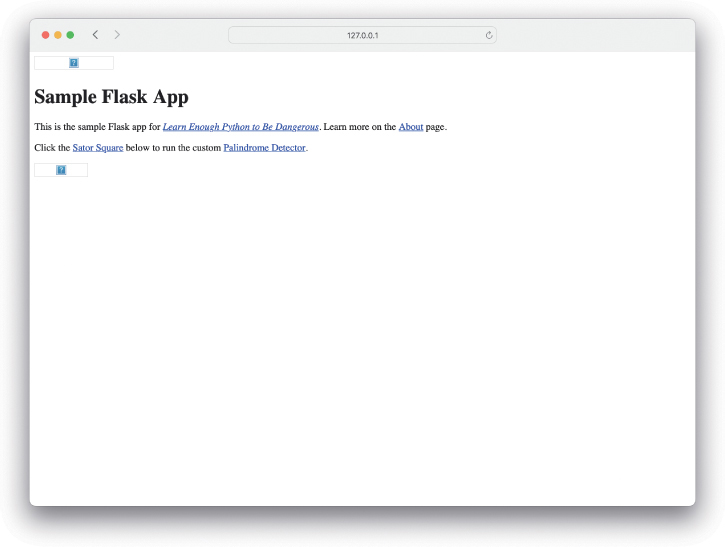 127.0.0.1
Sample Flask App
This is the sample Flask app for Learn Enough Python to Be Dangerous. Learn more on the About page.
Click the Sator Square below to run the custom Palindrome Detector.